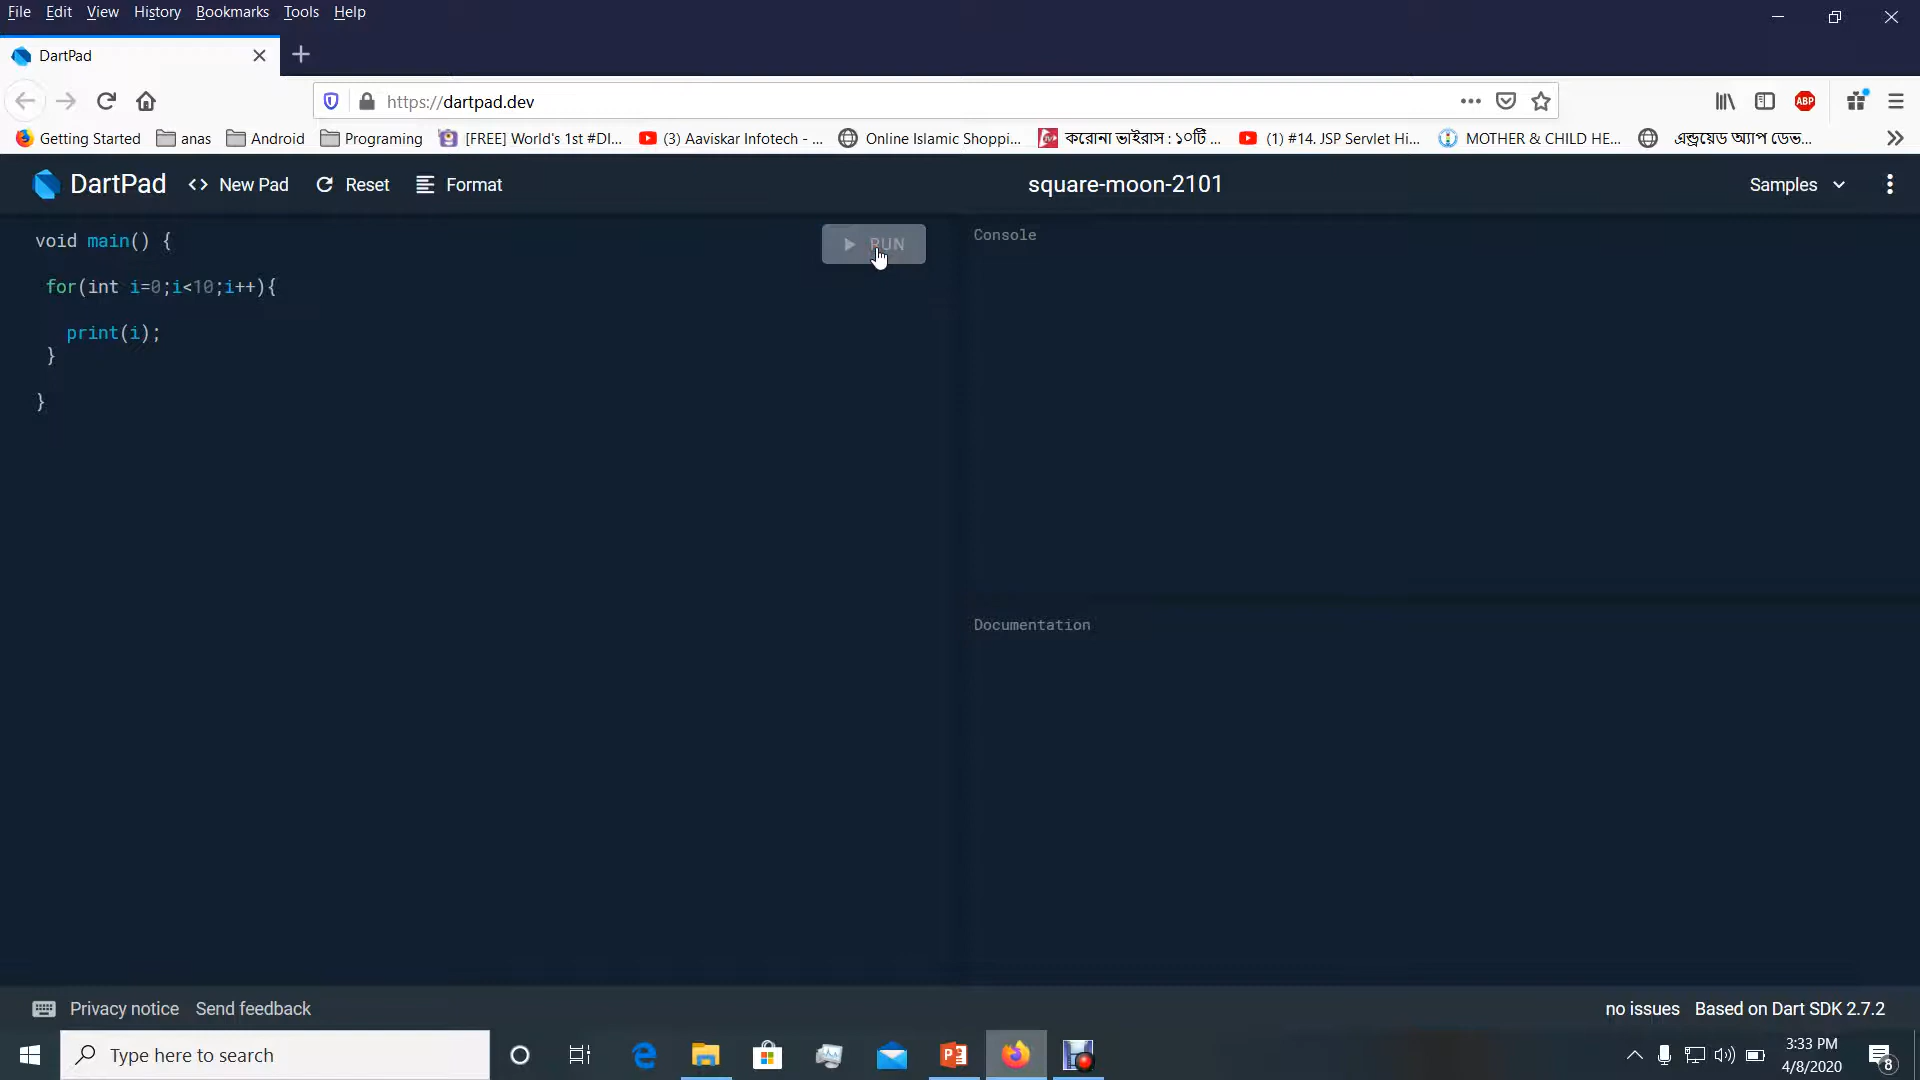 File Edit View History Bookmarks Tools Help
DartPad
https://dartpad.dev
Getting Started anas Android Programing [FREE] World's 1st #DI... (3) Aaviskar Infotech - ... Online Islamic Shoppi... করোনা ভাইরাস : ১০টি ... (1) #14. JSP Servlet Hi... MOTHER & CHILD HE... এন্ড্রয়েড অ্যাপ ডেভ...
DartPad <> New Pad Reset Format square-moon-2101 Samples
RUN
void main() {
for(int i=0;i<10;i++){
print(i);
}
}
Console
Documentation
Privacy notice Send feedback no issues Based on Dart SDK 2.7.2
Type here to search
3:33 PM
4/8/2020
8